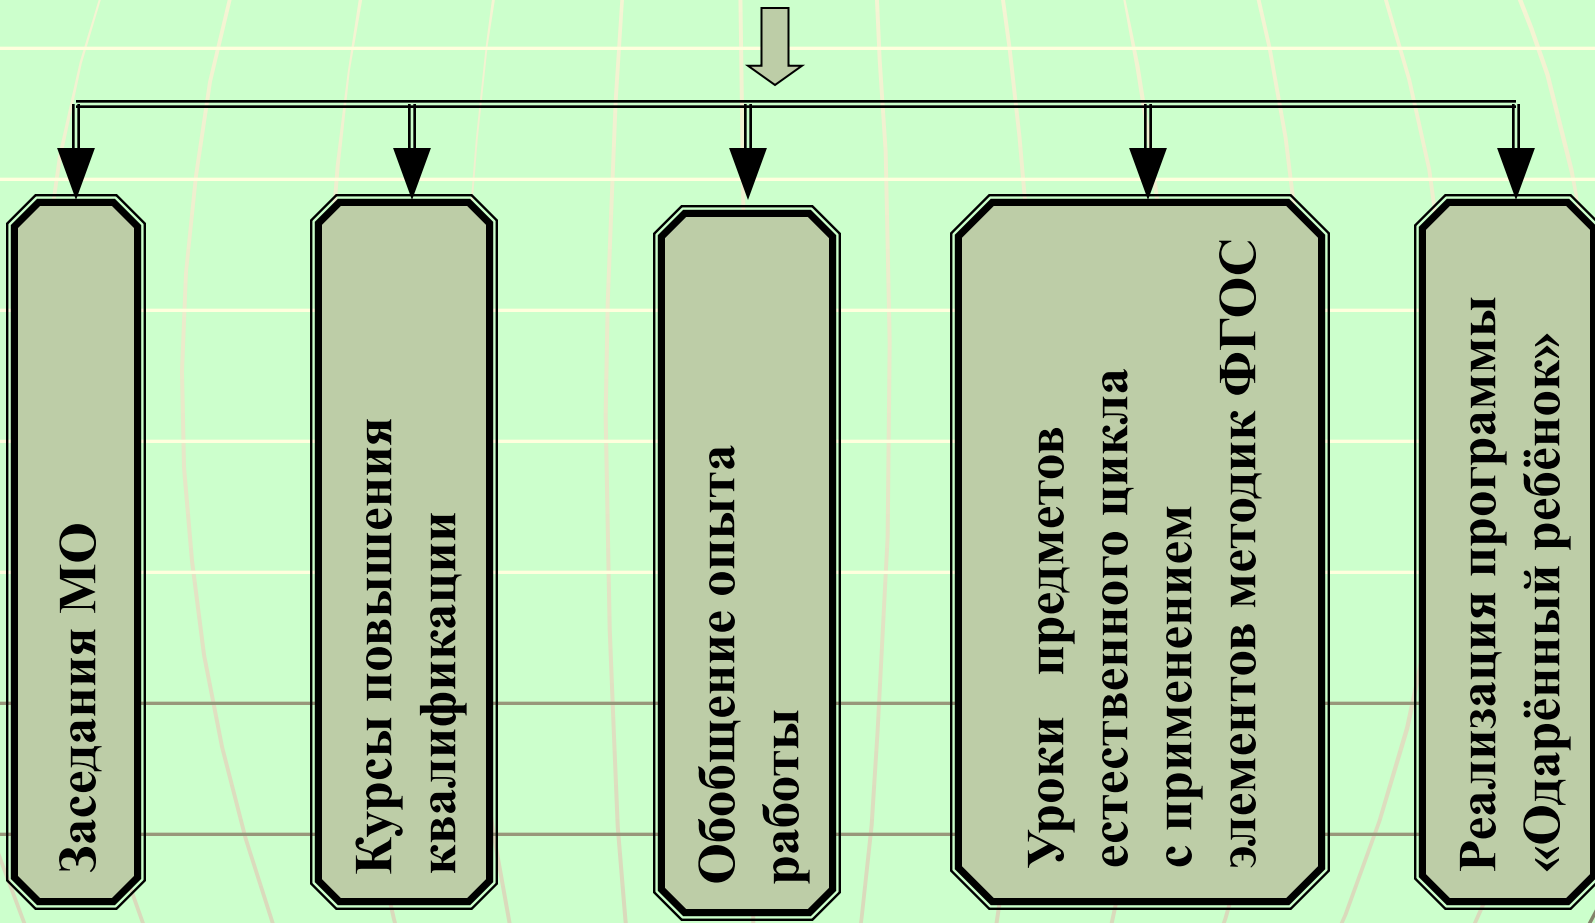 Заседания МО
Курсы повышения
квалификации
Обобщение опыта
работы
Уроки предметов
естественного цикла
с применением
элементов методик ФГОС
Реализация программы
«Одарённый ребёнок»